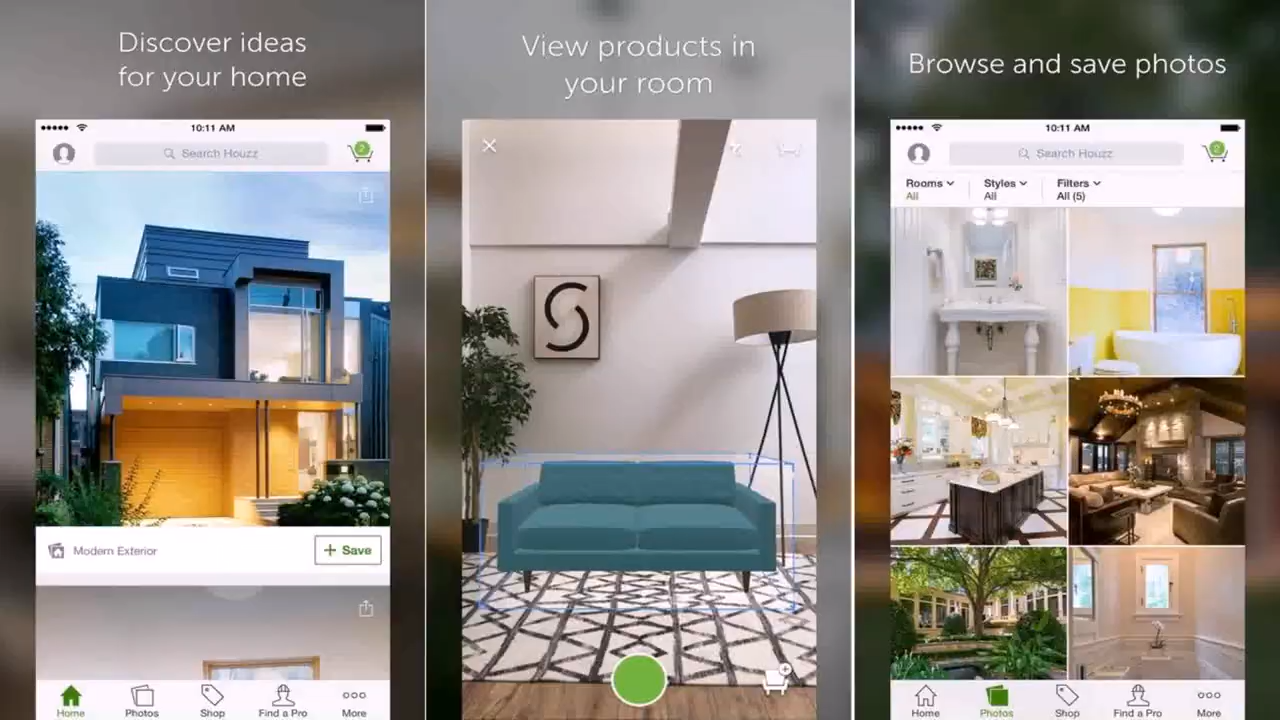 Discover ideas
for your home
10:11 AM
Search Houzz
2
Modern Exterior
+ Save
Home
Photos
Shop
Find a Pro
More
View products in
your room
Browse and save photos
10:11 AM
Search Houzz
2
Rooms
All
Styles
All
Filters
All (5)
Home
Photos
Shop
Find a Pro
More